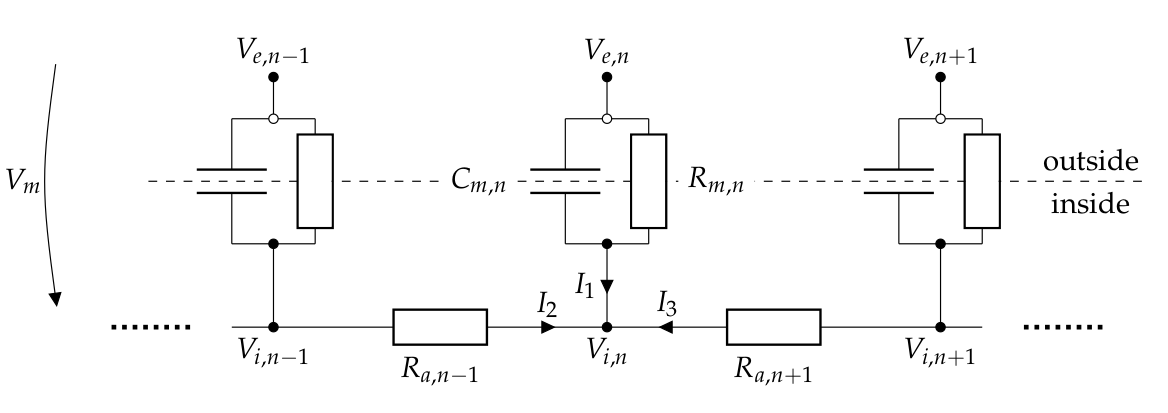 V_{e,n−1} V_{e,n} V_{e,n+1}
V_m C_{m,n} R_{m,n} outside
inside
I_2 I_1 I_3
V_{i,n−1} V_{i,n} V_{i,n+1}
R_{a,n−1} R_{a,n+1}